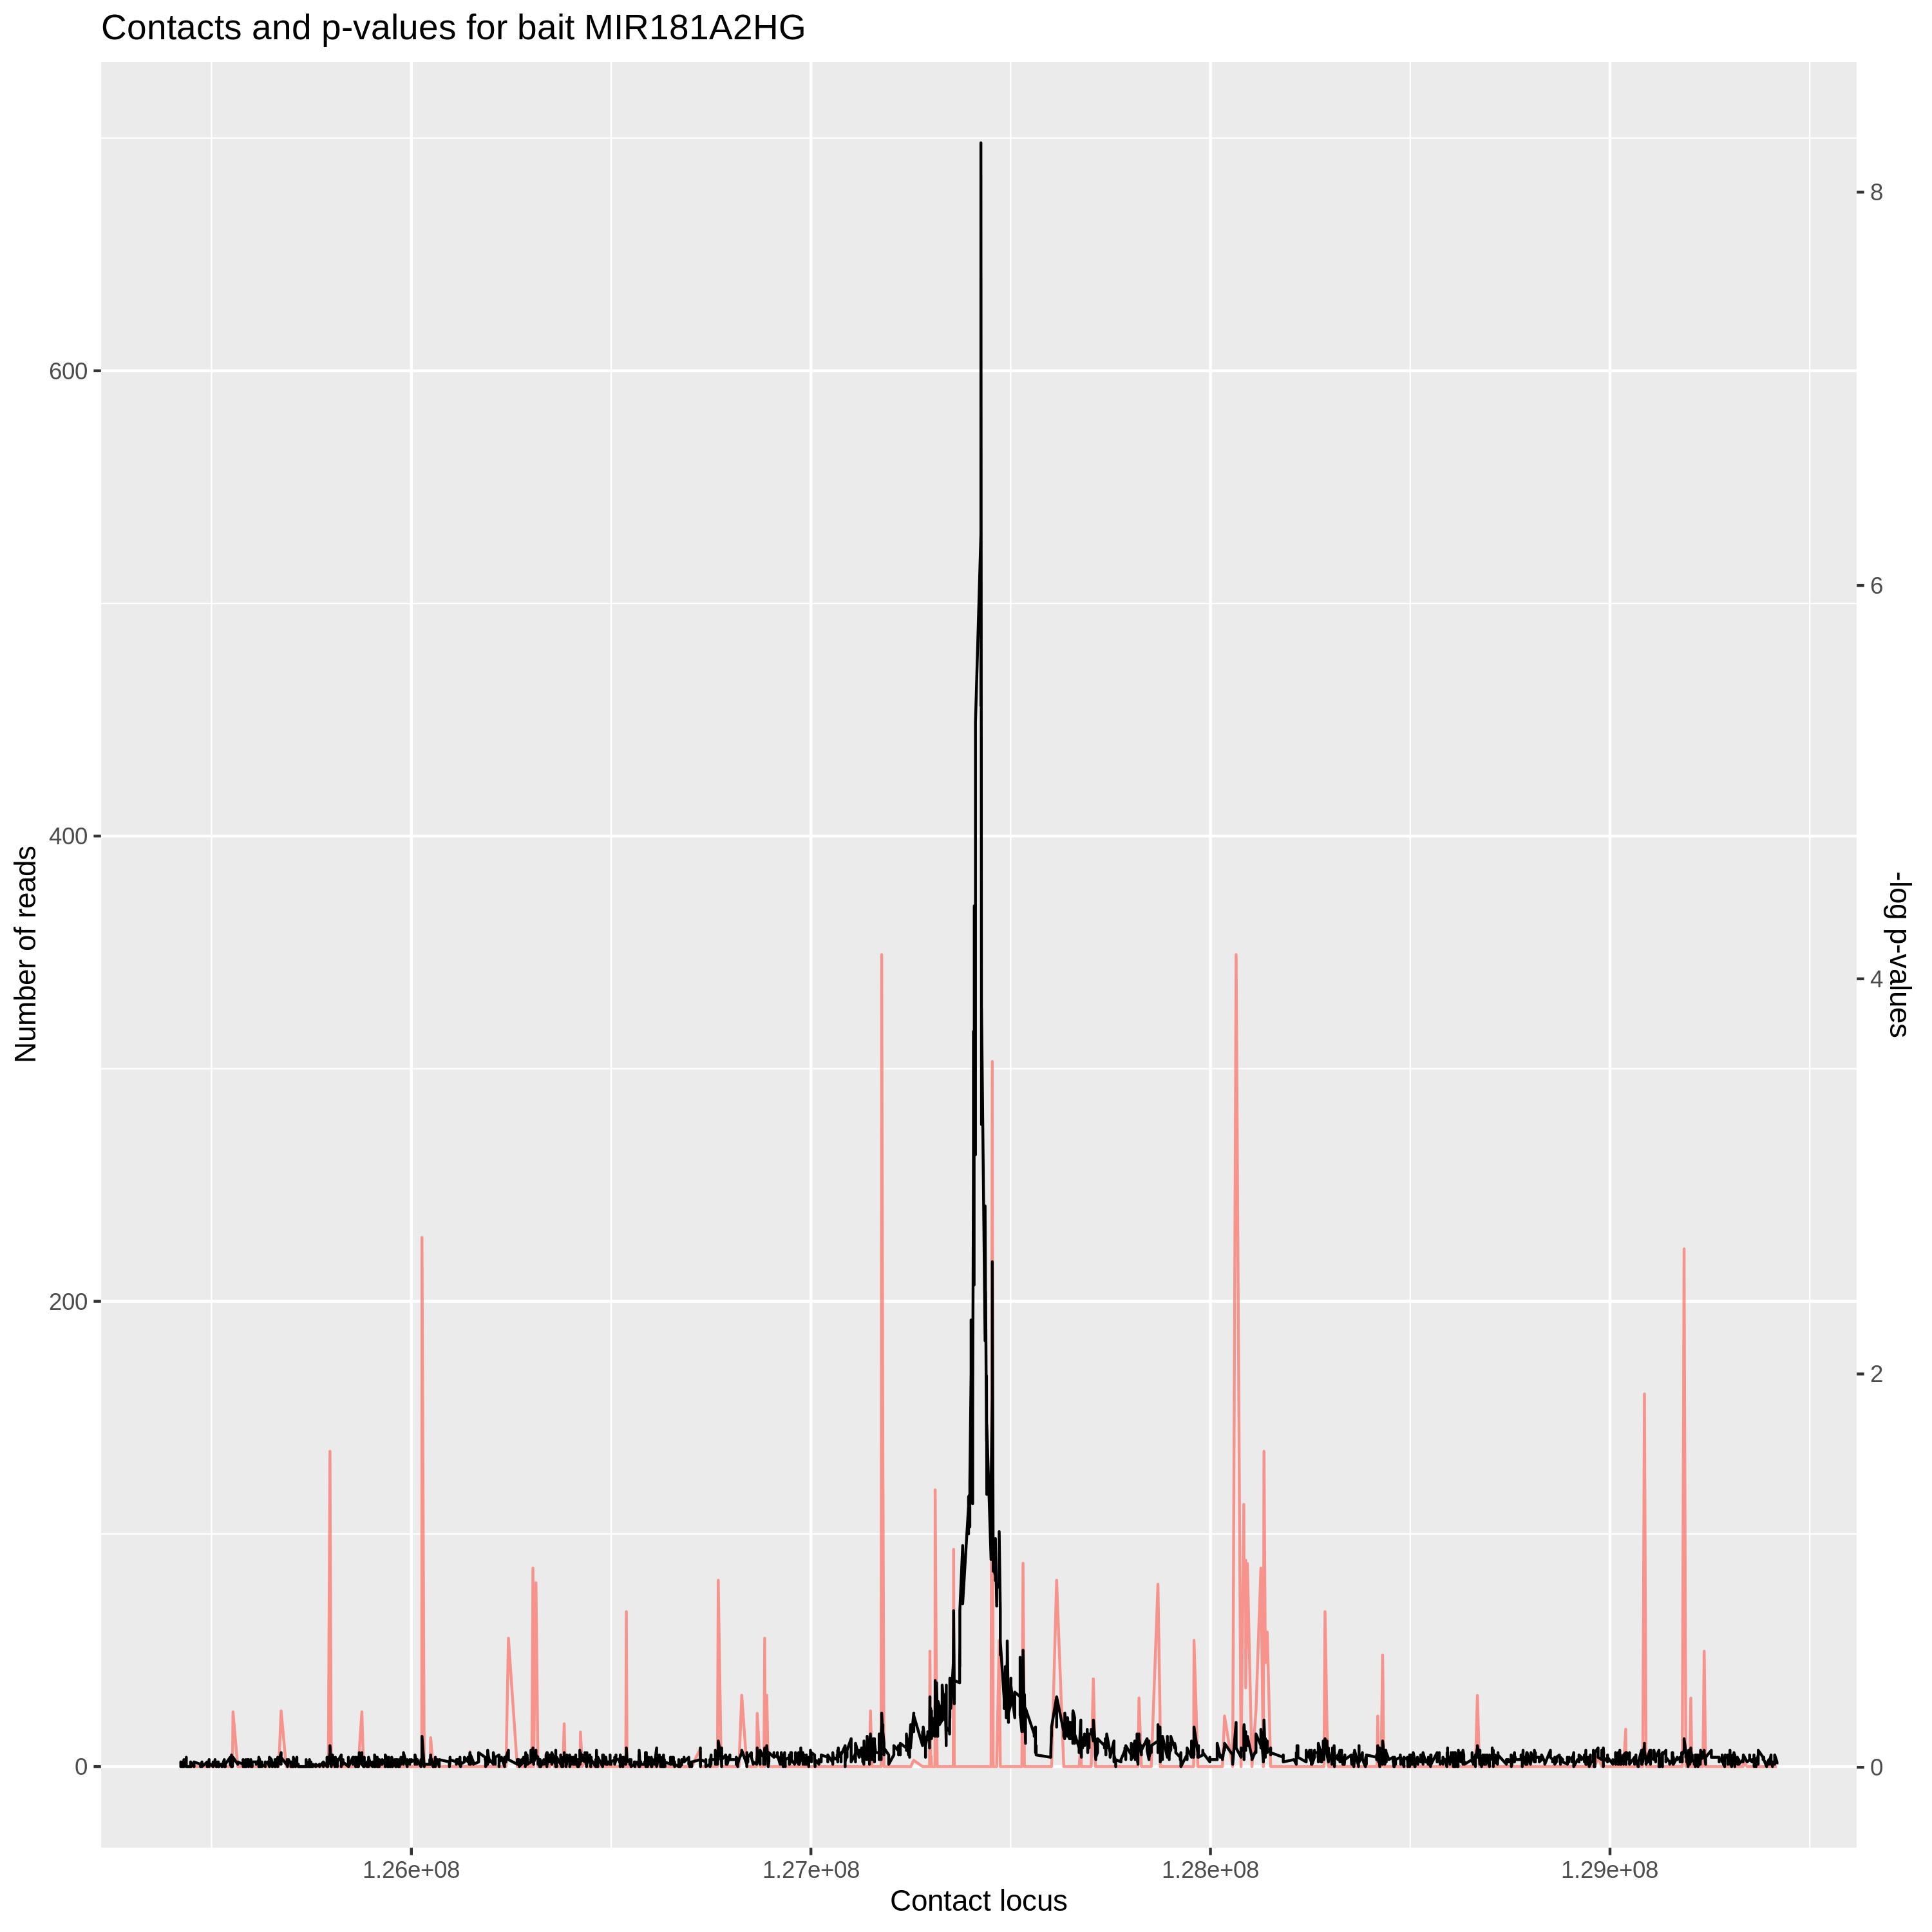 Contacts and p-values for bait MIR181A2HG
600
400
200
0
Number of reads
8
6
4
2
0
-log p-values
1.26e+08 1.27e+08 1.28e+08 1.29e+08
Contact locus